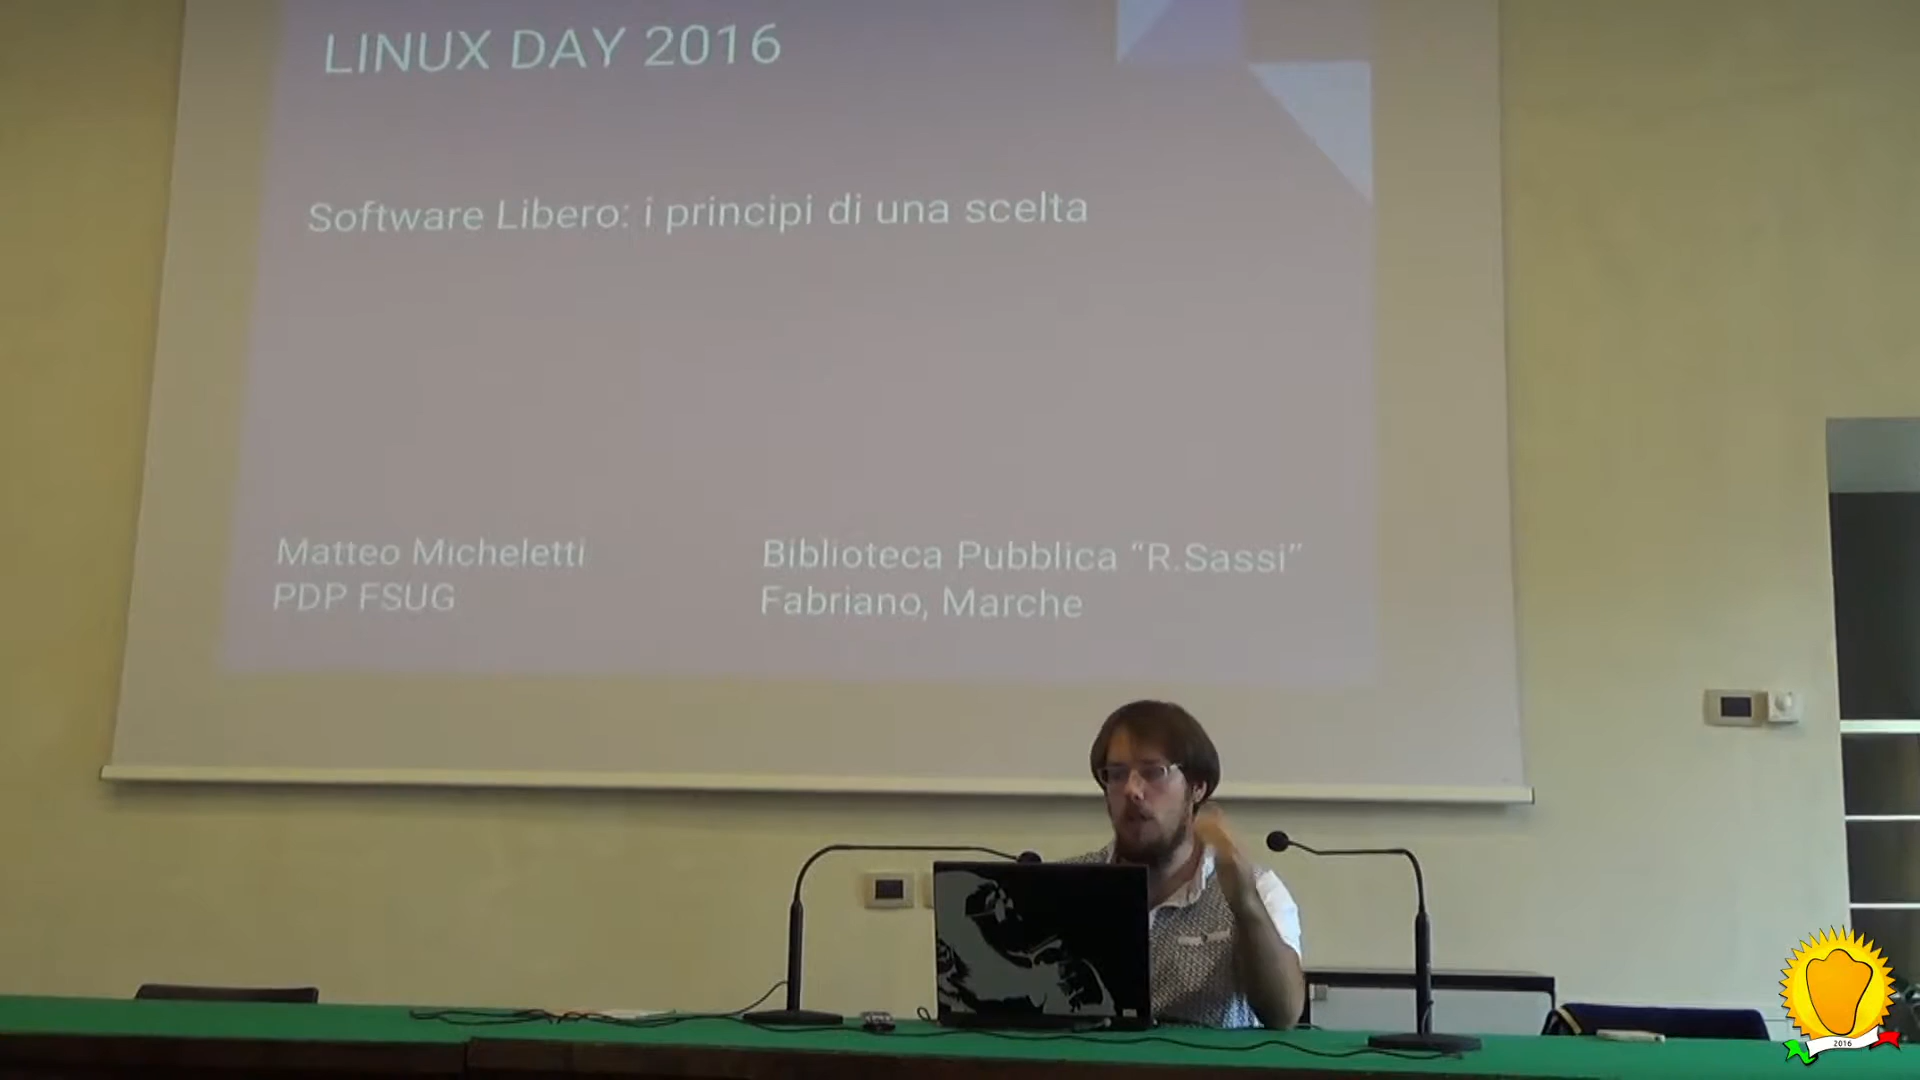 LINUX DAY 2016
Software Libero: i principi di una scelta
Matteo Micheletti
PDP FSUG
Biblioteca Pubblica “R.Sassi”
Fabriano, Marche
2016